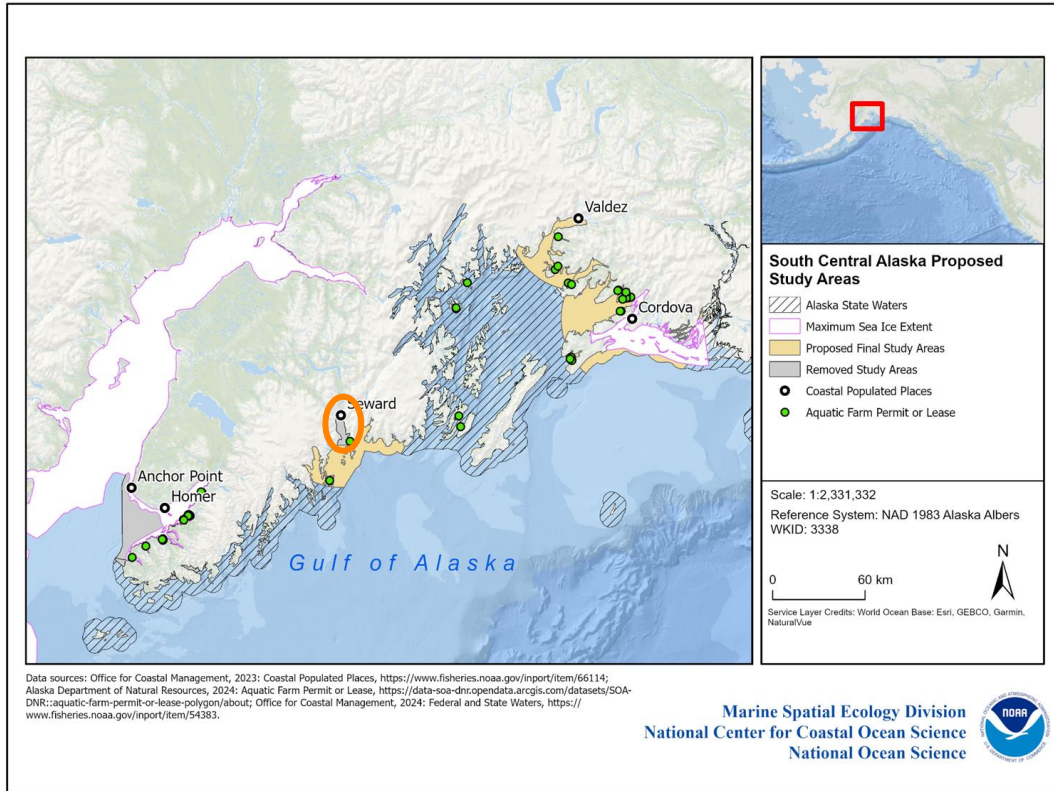 Valdez
Cordova
Seward
Anchor Point
Homer
Gulf of Alaska
South Central Alaska Proposed
Study Areas
Alaska State Waters
Maximum Sea Ice Extent
Proposed Final Study Areas
Removed Study Areas
Coastal Populated Places
Aquatic Farm Permit or Lease
Scale: 1:2,331,332
Reference System: NAD 1983 Alaska Albers
WKID: 3338
N
0 60 km
Service Layer Credits: World Ocean Base: Esri, GEBCO, Garmin,
NaturalVue
Data sources: Office for Coastal Management, 2023: Coastal Populated Places, https://www.fisheries.noaa.gov/inport/item/66114;
Alaska Department of Natural Resources, 2024: Aquatic Farm Permit or Lease, https://data-soa-dnr.opendata.arcgis.com/datasets/SOA-
DNR::aquatic-farm-permit-or-lease-polygon/about; Office for Coastal Management, 2024: Federal and State Waters, https://
www.fisheries.noaa.gov/inport/item/54383.
Marine Spatial Ecology Division
National Center for Coastal Ocean Science
National Ocean Science
NOAA